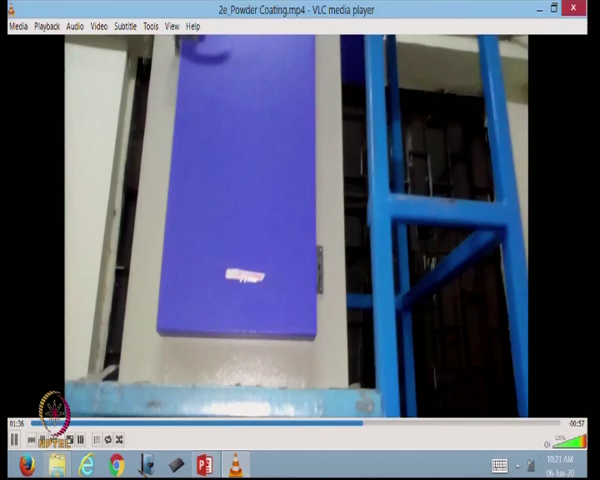 2e_Powder Coating.mp4 - VLC media player
Media Playback Audio Video Subtitle Tools View Help
01:36
-00:57
NPTEL
10:21 AM
06-Jun-20